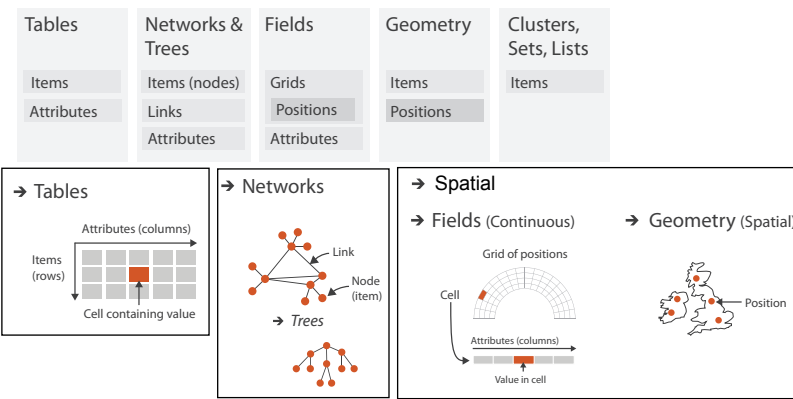 Tables
Items
Attributes
Networks &
Trees
Items (nodes)
Links
Attributes
Fields
Grids
Positions
Attributes
Geometry
Items
Positions
Clusters,
Sets, Lists
Items
→ Tables
Attributes (columns)
Items
(rows)
Cell containing value
→ Networks
Link
Node
(item)
→ Trees
→ Spatial
→ Fields (Continuous)
Grid of positions
Cell
Attributes (columns)
Value in cell
→ Geometry (Spatial)
Position